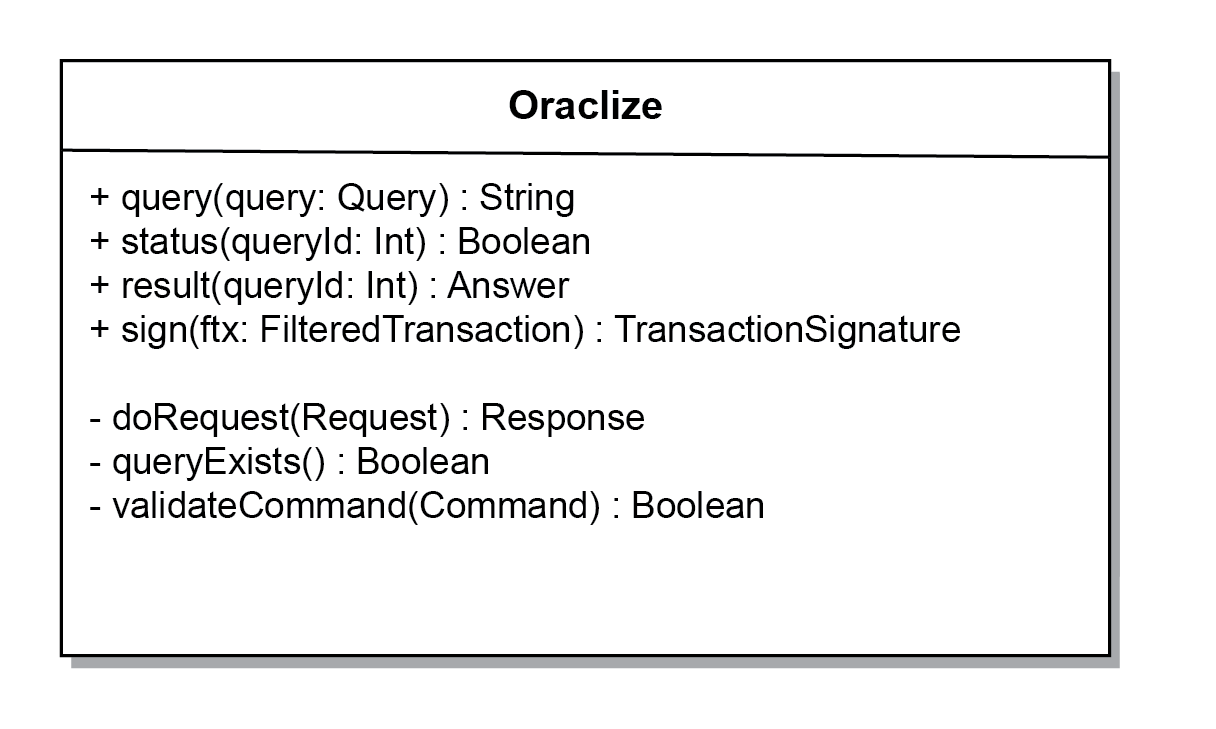 Oraclize
+ query(query: Query) : String
+ status(queryId: Int) : Boolean
+ result(queryId: Int) : Answer
+ sign(ftx: FilteredTransaction) : TransactionSignature
- doRequest(Request) : Response
- queryExists() : Boolean
- validateCommand(Command) : Boolean